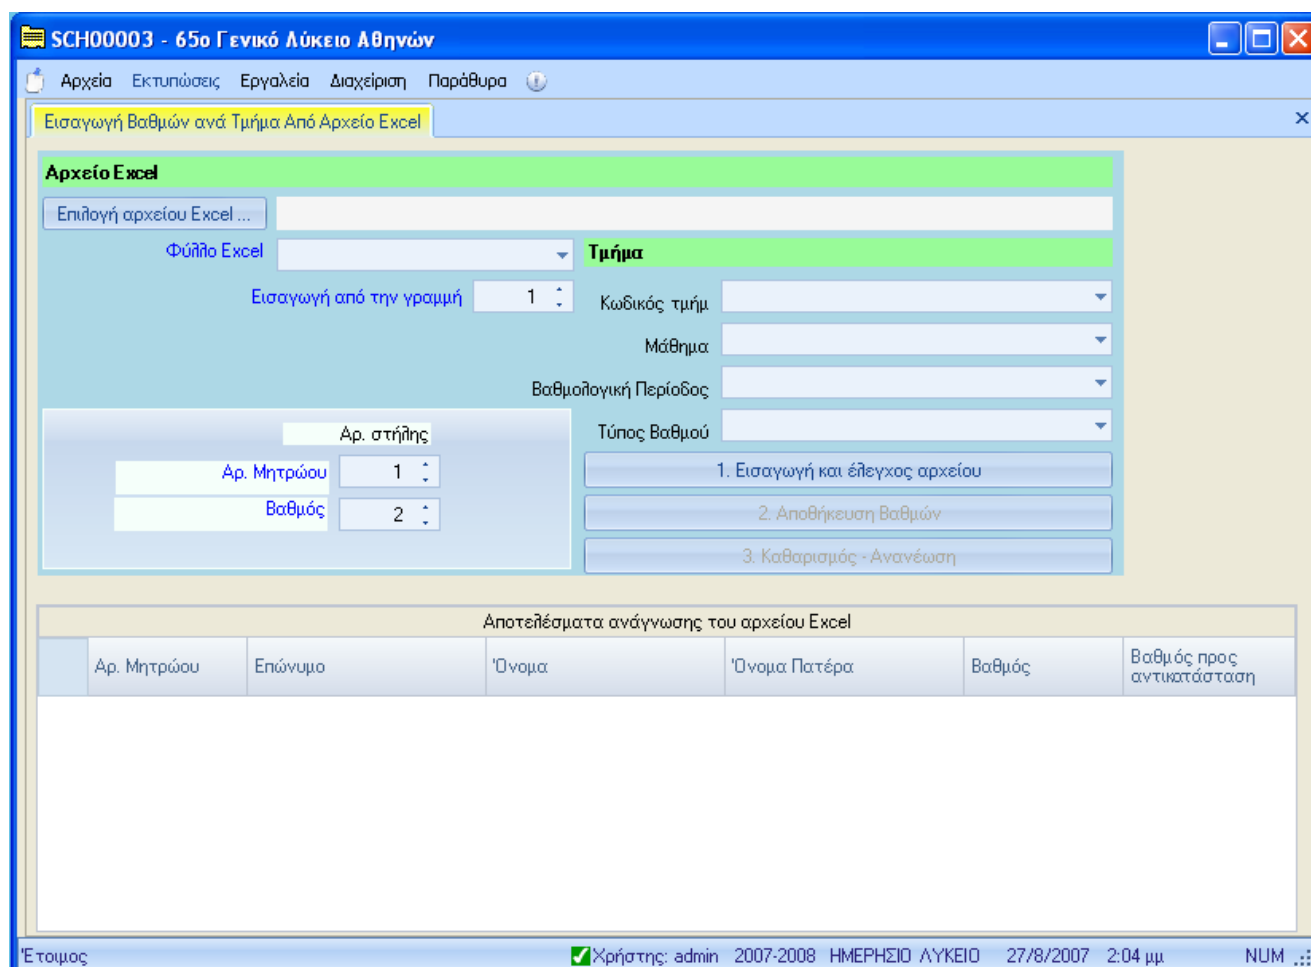 SCH00003 - 65ο Γενικό Λύκειο Αθηνών
Αρχεία Εκτυπώσεις Εργαλεία Διαχείριση Παράθυρα
Εισαγωγή Βαθμών ανά Τμήμα Από Αρχείο Excel
Αρχείο Excel
Επιλογή αρχείου Excel ...
Φύλλο Excel
Τμήμα
Εισαγωγή από την γραμμή 1
Κωδικός τμήμ
Μάθημα
Βαθμολογική Περίοδος
Τύπος Βαθμού
Αρ. στήλης
Αρ. Μητρώου 1
Βαθμός 2
1. Εισαγωγή και έλεγχος αρχείου
2. Αποθήκευση Βαθμών
3. Καθαρισμός - Ανανέωση
Αποτελέσματα ανάγνωσης του αρχείου Excel
Αρ. Μητρώου Επώνυμο Όνομα Όνομα Πατέρα Βαθμός Βαθμός προς
αντικατάσταση
Έτοιμος Χρήστης: admin 2007-2008 ΗΜΕΡΗΣΙΟ ΛΥΚΕΙΟ 27/8/2007 2:04 μμ NUM